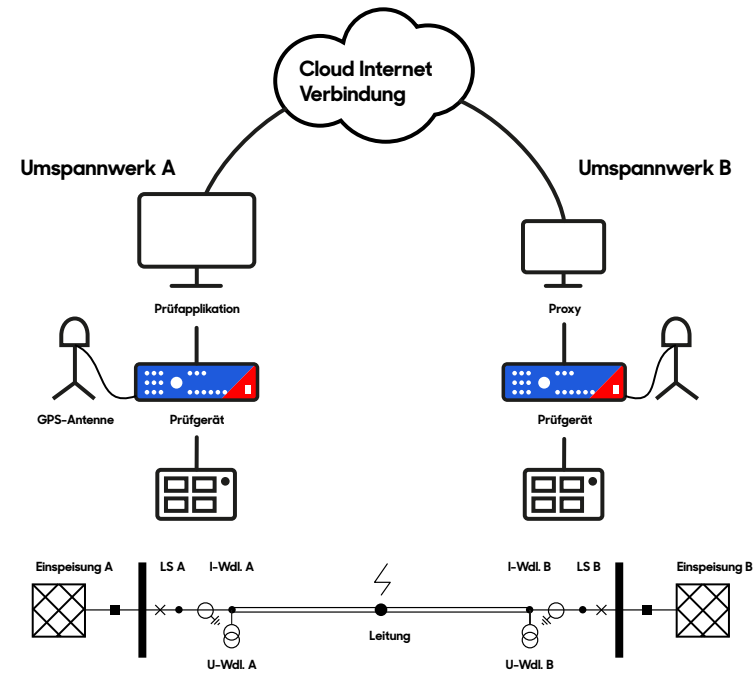 Cloud Internet
Verbindung
Umspannwerk A
Umspannwerk B
Prüfapplikation
Proxy
GPS-Antenne
Prüfgerät
Prüfgerät
Einspeisung A
LS A
I-Wdl. A
I-Wdl. B
LS B
Einspeisung B
Leitung
U-Wdl. A
U-Wdl. B